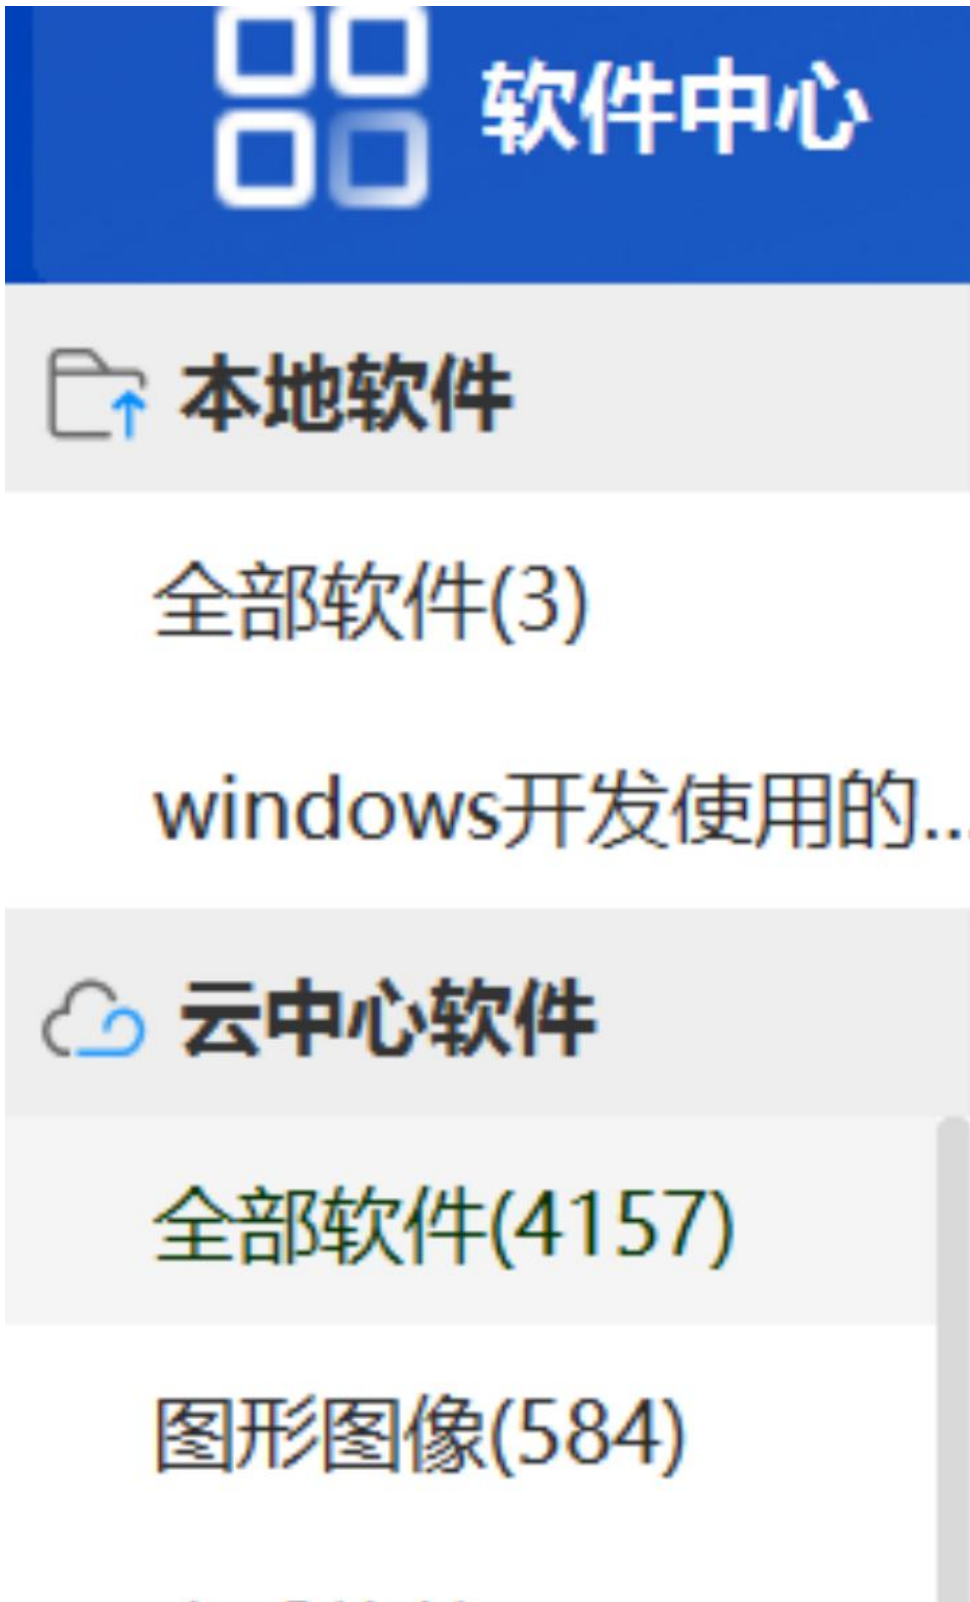 软件中心
本地软件
全部软件(3)
windows开发使用的...
云中心软件
全部软件(4157)
图形图像(584)